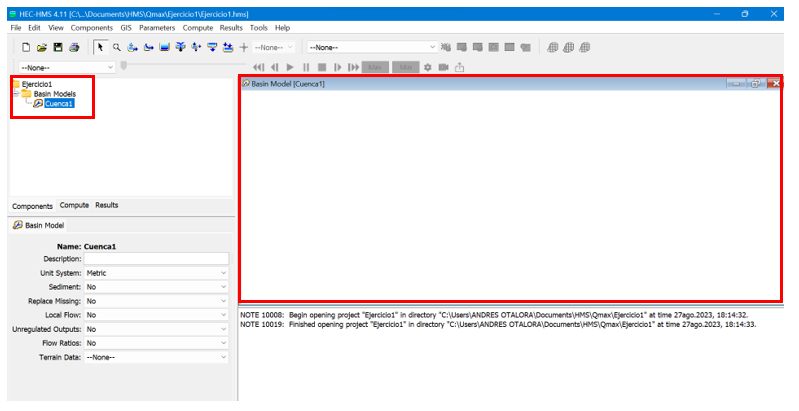 HEC-HMS 4.11 [C:\...\Documents\HMS\Qmax\Ejercicio1\Ejercicio1.hms]
File Edit View Components GIS Parameters Compute Results Tools Help
--None-- --None--
--None--
Ejercicio1
Basin Models
Cuenca1
Basin Model [Cuenca1]
Components Compute Results
Basin Model
Name: Cuenca1
Description:
Unit System: Metric
Sediment: No
Replace Missing: No
Local Flow: No
Unregulated Outputs: No
Flow Ratios: No
Terrain Data: --None--
NOTE 10008: Begin opening project "Ejercicio1" in directory "C:\Users\ANDRES OTALORA\Documents\HMS\Qmax\Ejercicio1" at time 27ago.2023, 18:14:32.
NOTE 10019: Finished opening project "Ejercicio1" in directory "C:\Users\ANDRES OTALORA\Documents\HMS\Qmax\Ejercicio1" at time 27ago.2023, 18:14:33.